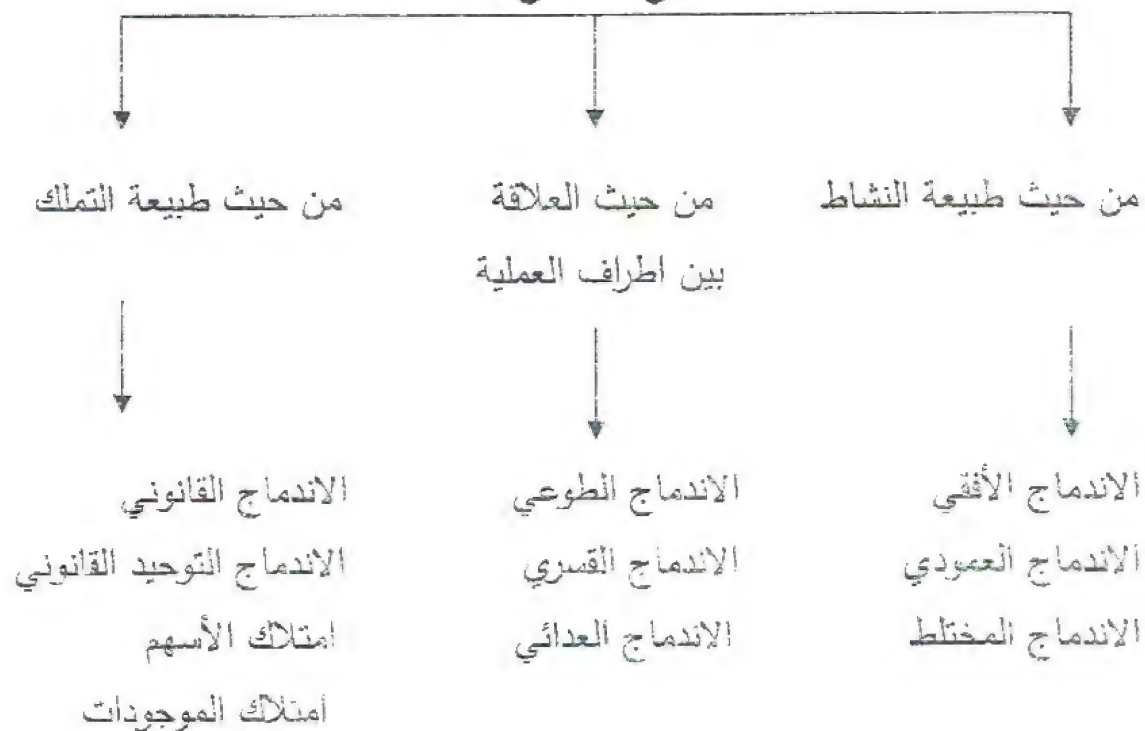 من حيث طبيعة النشاط
من حيث العلاقة
بين اطراف العملية
من حيث طبيعة التملك
الاندماج الأفقي
الاندماج العمودي
الاندماج المختلط
الاندماج الطوعي
الاندماج القسري
الاندماج العدائي
الاندماج القانوني
الاندماج التوحيد القانوني
امتلاك الأسهم
امتلاك الموجودات